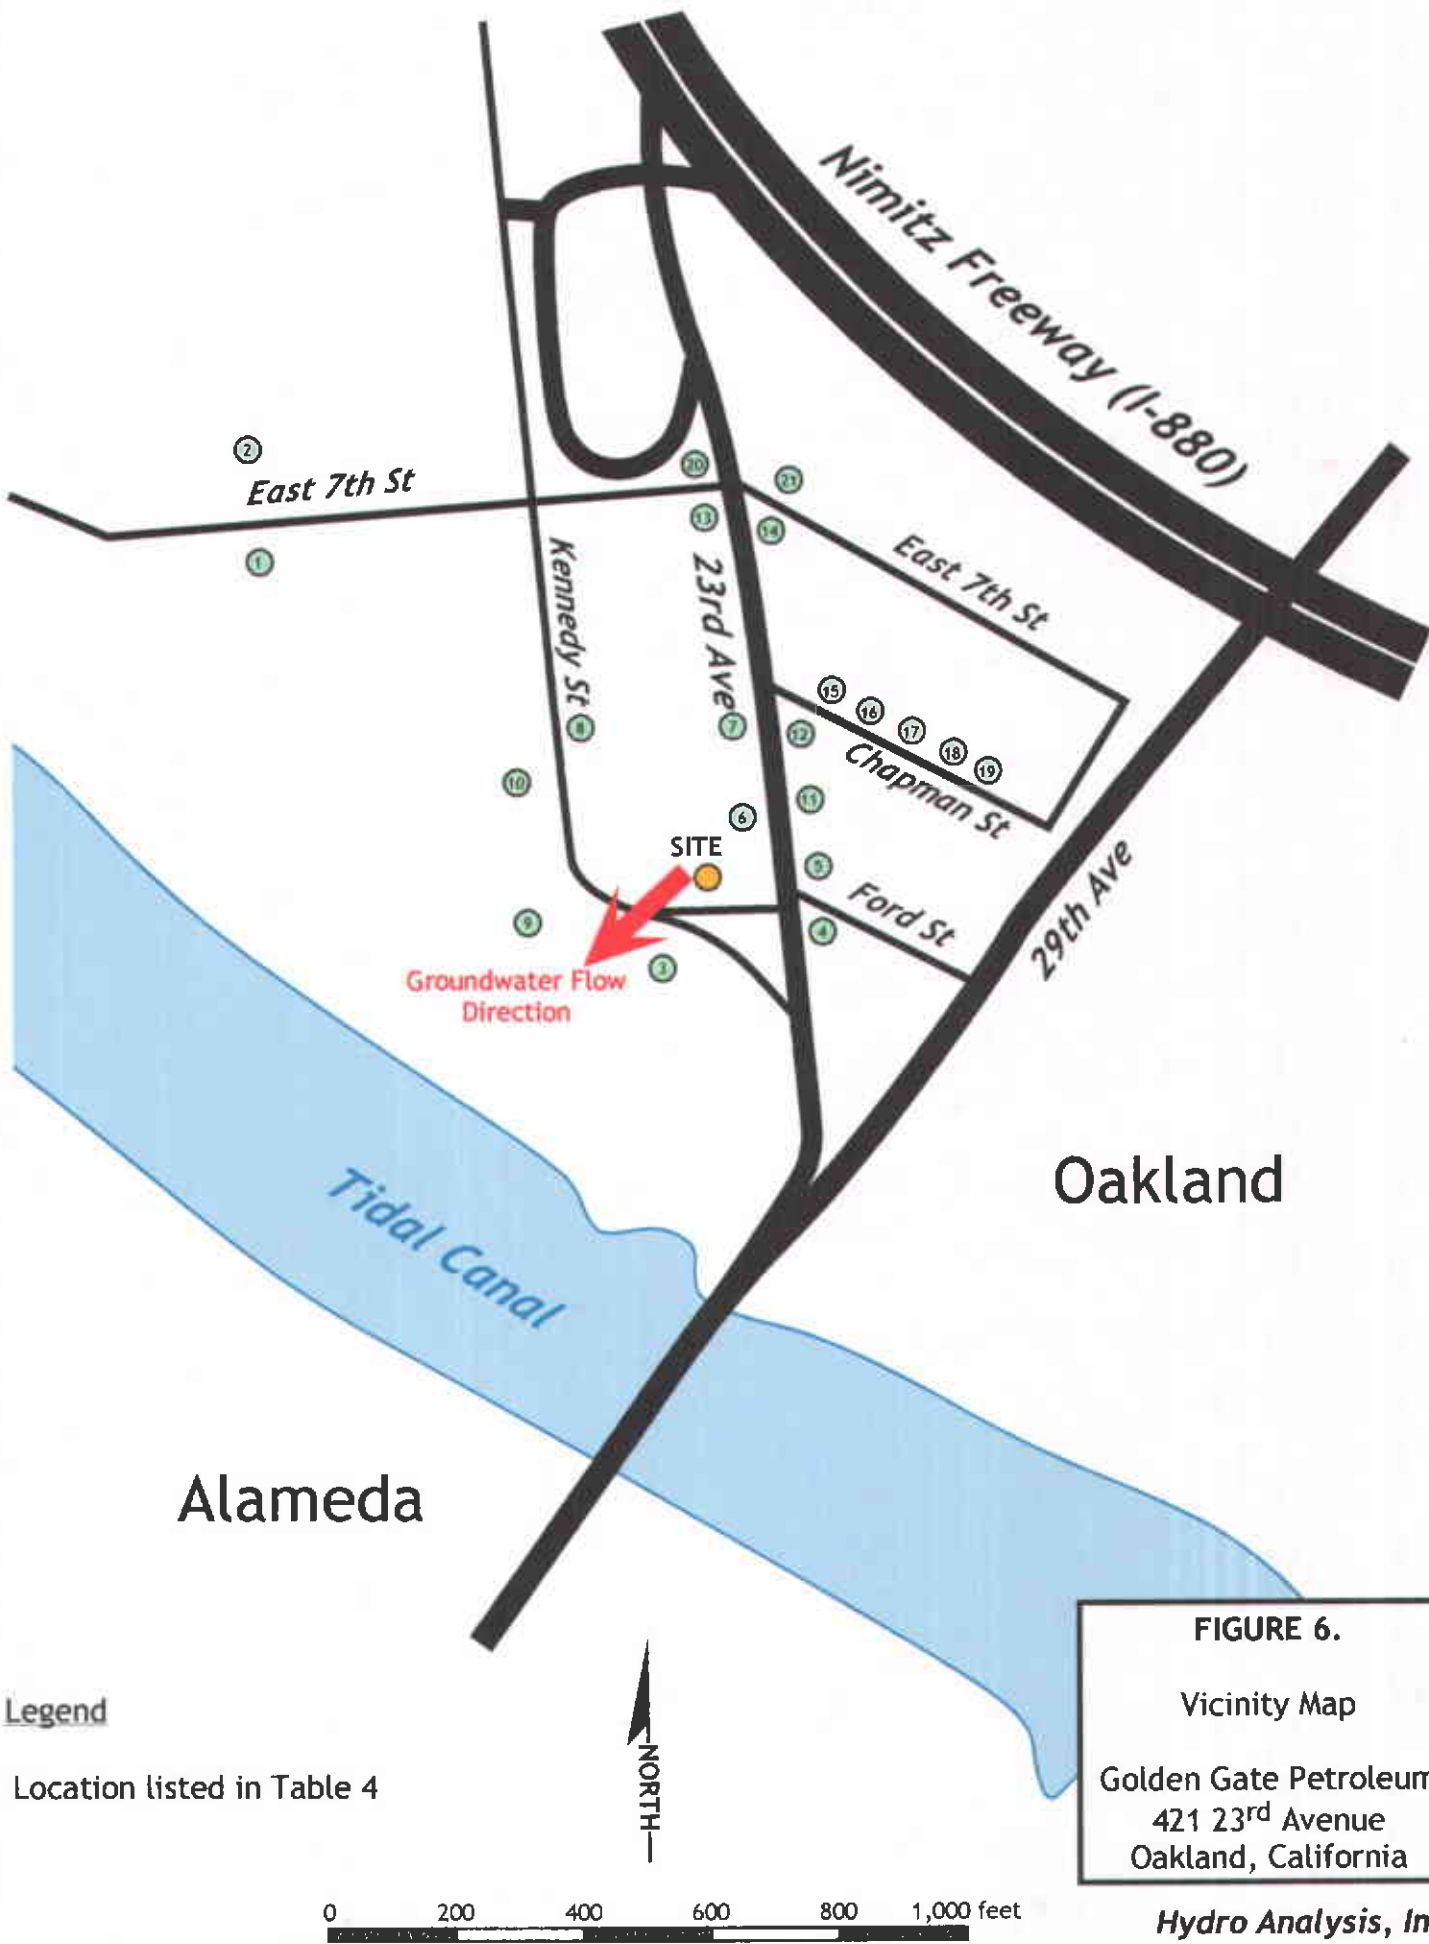 Nimitz Freeway (I-880)
2
East 7th St
20
21
1
13
14
Kennedy St
23rd Ave
East 7th St
15
16
17
18
19
8
7
12
Chapman St
10
11
6
SITE
5
Ford St
29th Ave
9
4
3
Groundwater Flow
Direction
Oakland
Tidal Canal
Alameda
Legend
Location listed in Table 4
NORTH
FIGURE 6.
Vicinity Map
Golden Gate Petroleum
421 23rd Avenue
Oakland, California
0 200 400 600 800 1,000 feet
Hydro Analysis, In